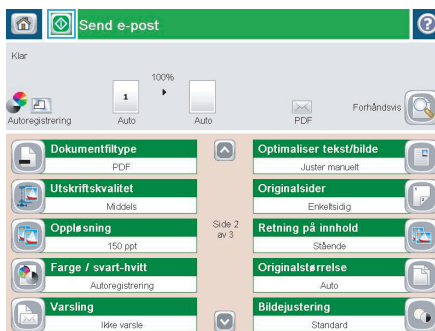 Send e-post
Klar
100%
1
Autoregistrering
Auto
Auto
PDF
Forhåndsvis
Dokumentfiltype
PDF
Utskriftskvalitet
Middels
Oppløsning
150 ppt
Farge / svart-hvitt
Autoregistrering
Varsling
Ikke varsle
Side 2
av 3
Optimaliser tekst/bilde
Juster manuelt
Originalsider
Enkeltsidig
Retning på innhold
Stående
Originalstørrelse
Auto
Bildejustering
Standard